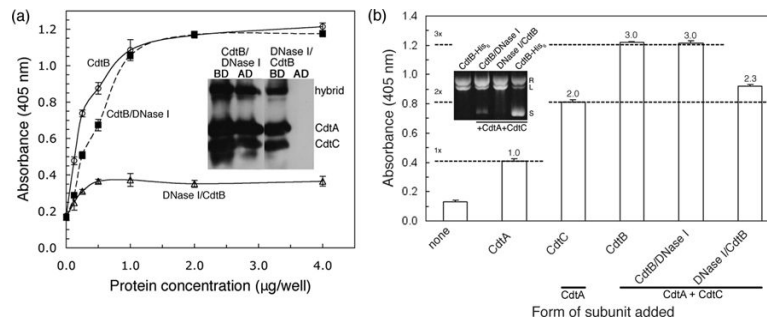 (a)
1.4
1.2
1.0
0.8
0.6
0.4
0.2
0.0
Absorbance (405 nm)
0.0 1.0 2.0 3.0 4.0
Protein concentration (µg/well)
CdtB
CdtB/DNase I
DNase I/CdtB
CdtB/ DNase I/
DNase I CdtB
BD AD BD AD
hybrid
CdtA
CdtC
(b)
1.4
1.2
1.0
0.8
0.6
0.4
0.2
0.0
Absorbance (405 nm)
3x
2x
1x
CdtB-His6
CdtB/DNase I
DNase I/CdtB
CdtB-His6
R
L
S
+CdtA+CdtC
1.0
2.0
3.0
3.0
2.3
none
CdtA
CdtC
CdtB
CdtB/DNase I
DNase I/CdtB
CdtA
CdtA + CdtC
Form of subunit added